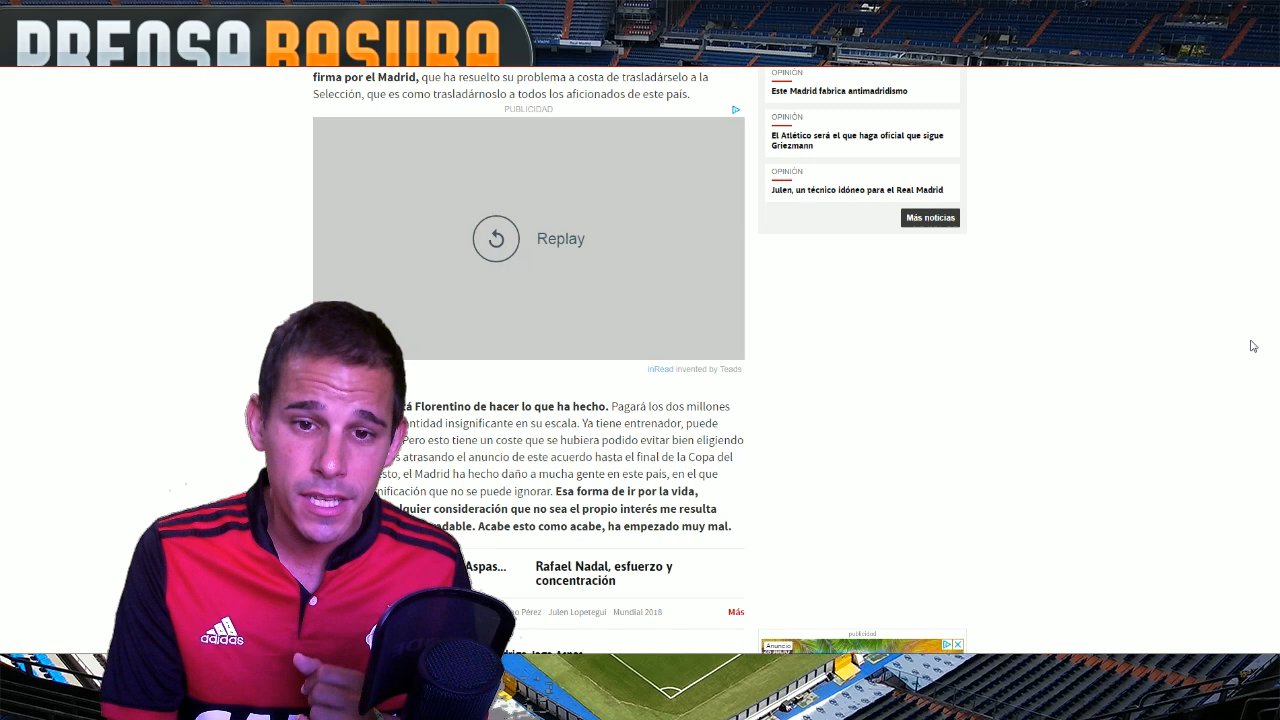 PRENSA BASURA
firma por el Madrid, que ha resuelto su problema a costa de trasladárselo a la
Selección, que es como trasladárnoslo a todos los aficionados de este país.
PUBLICIDAD
Replay
inRead invented by Teads
Florentino de hacer lo que ha hecho. Pagará los dos millones
insignificante en su escala. Ya tiene entrenador, puede
Pero esto tiene un coste que se hubiera podido evitar bien eligiendo
atrasando el anuncio de este acuerdo hasta el final de la Copa del
el Madrid ha hecho daño a mucha gente en este país, en el que
que no se puede ignorar. Esa forma de ir por la vida,
consideración que no sea el propio interés me resulta
Acabe esto como acabe, ha empezado muy mal.
Aspas...
Rafael Nadal, esfuerzo y
concentración
Julen Lopetegui Mundial 2018
Más
OPINIÓN
Este Madrid fabrica antimadridismo
OPINIÓN
El Atlético será el que haga oficial que sigue
Griezmann
OPINIÓN
Julen, un técnico idóneo para el Real Madrid
Más noticias
publicidad
Anuncio
adidas